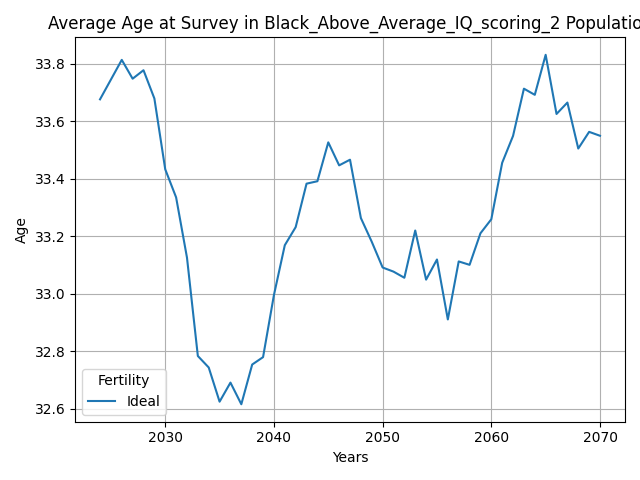 Average Age at Survey in Black_Above_Average_IQ_scoring_2 Populatio
33.8
33.6
33.4
33.2
33.0
32.8
32.6
Age
Fertility
Ideal
2030 2040 2050 2060 2070
Years